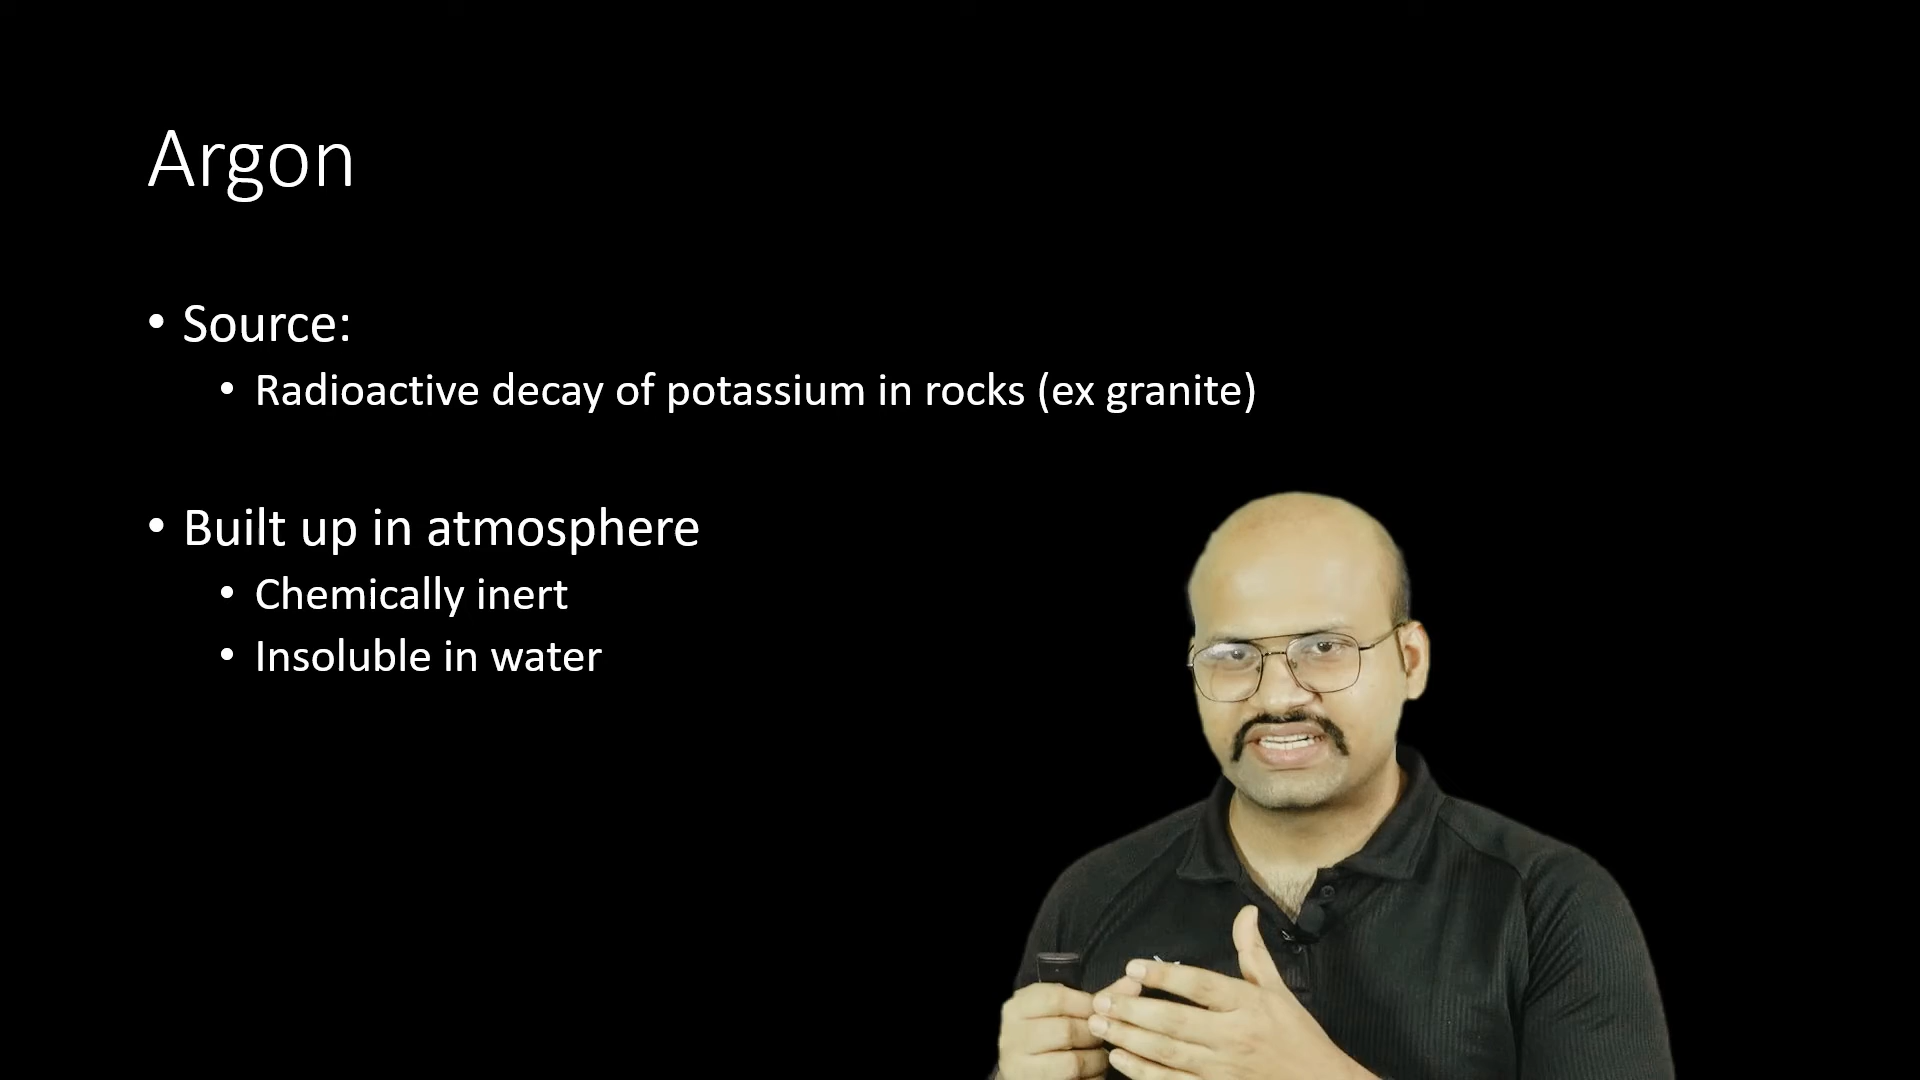 Argon
• Source:
• Radioactive decay of potassium in rocks (ex granite)
• Built up in atmosphere
• Chemically inert
• Insoluble in water